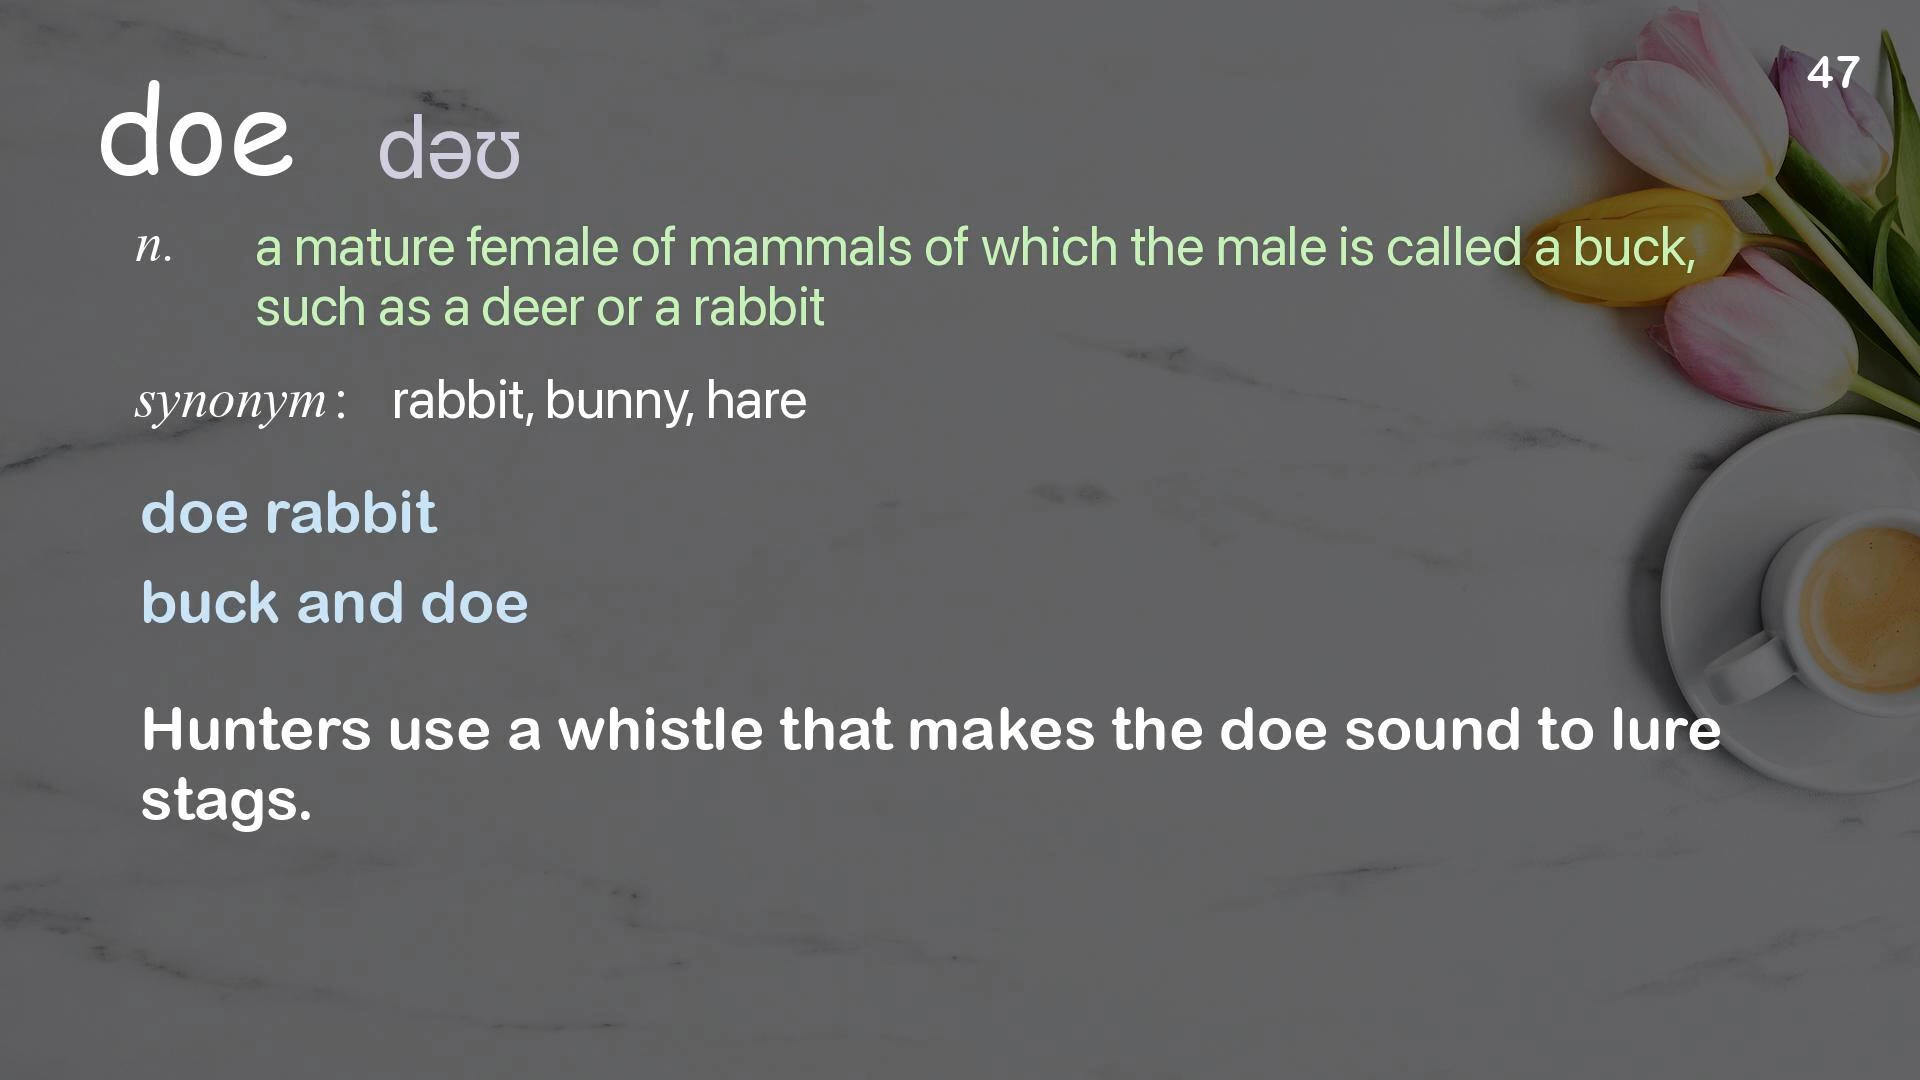 47
doe dəʊ
n. a mature female of mammals of which the male is called a buck,
such as a deer or a rabbit
synonym: rabbit, bunny, hare
doe rabbit
buck and doe
Hunters use a whistle that makes the doe sound to lure
stags.